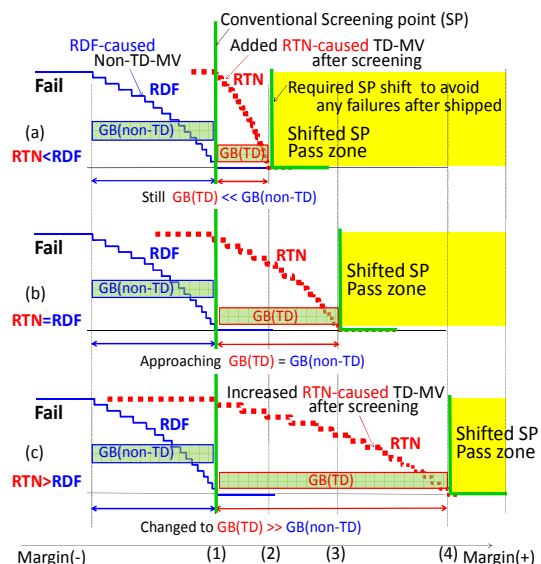 Conventional Screening point (SP)
RDF-caused
Non-TD-MV
Added RTN-caused TD-MV
after screening
Fail
RDF
RTN
Required SP shift to avoid
any failures after shipped
(a)
GB(non-TD)
GB(TD)
Shifted SP
Pass zone
RTN<RDF
Still GB(TD) << GB(non-TD)
Fail
RDF
RTN
Shifted SP
Pass zone
(b)
GB(non-TD)
GB(TD)
RTN=RDF
Approaching GB(TD) = GB(non-TD)
Increased RTN-caused TD-MV
after screening
Fail
RDF
RTN
Shifted SP
Pass zone
(c)
GB(non-TD)
GB(TD)
RTN>RDF
Changed to GB(TD) >> GB(non-TD)
Margin(-) (1) (2) (3) (4) Margin(+)